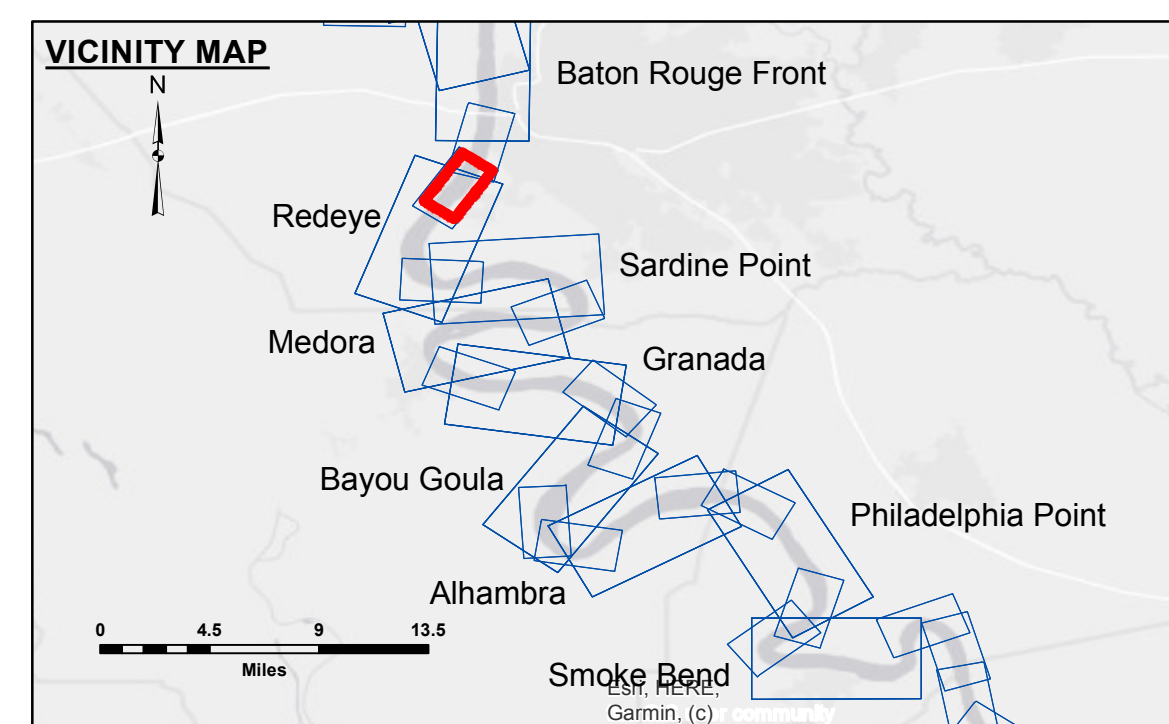 VICINITY MAP
N
Baton Rouge Front
Redeye
Sardine Point
Medora
Granada
Bayou Goula
Philadelphia Point
Alhambra
0 4.5 9 13.5
Miles
Smoke Bend
Esri, HERE,
Garmin, (c)
r community